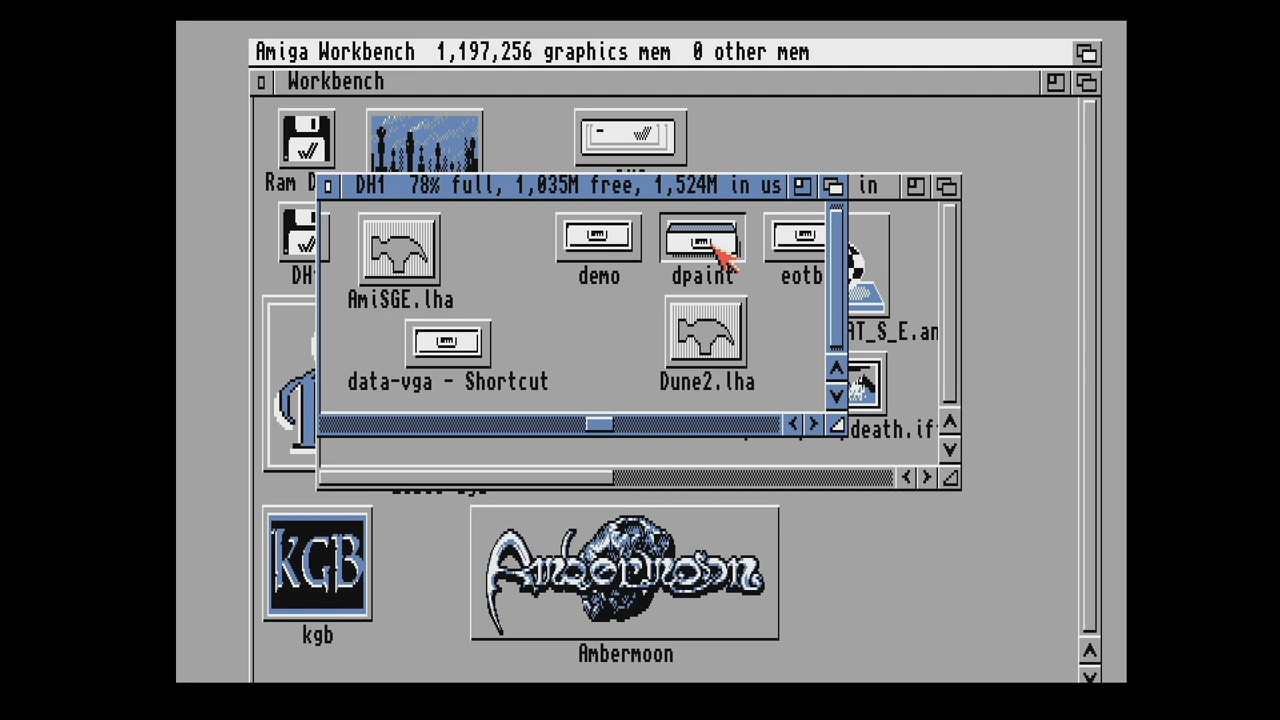 Amiga Workbench 1,197,256 graphics mem 0 other mem
Workbench
Ram D
DH1 78% full, 1,035M free, 1,524M in us
in
DH
demo
dpaint
eotb
AmiSGE.lha
AT_S_E.an
data-vga - Shortcut
Dune2.lha
death.if
KGB
Ambermoon
kgb
Ambermoon